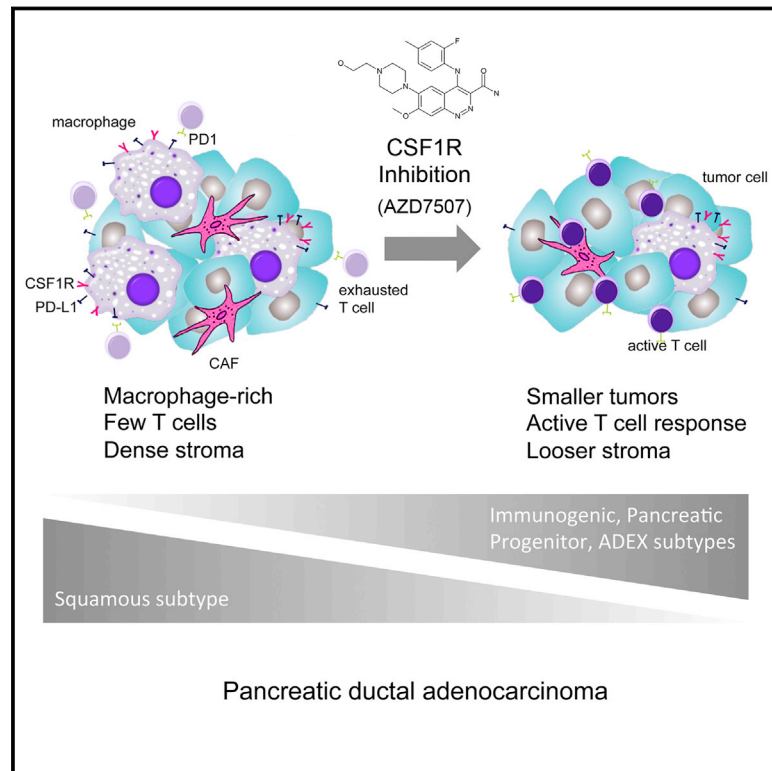 F
O
N
N
N
O
N
N
N
O
macrophage
PD1
CSF1R
Inhibition
(AZD7507)
tumor cell
CSF1R
PD-L1
exhausted
T cell
CAF
active T cell
Macrophage-rich
Few T cells
Dense stroma
Smaller tumors
Active T cell response
Looser stroma
Immunogenic, Pancreatic
Progenitor, ADEX subtypes
Squamous subtype
Pancreatic ductal adenocarcinoma